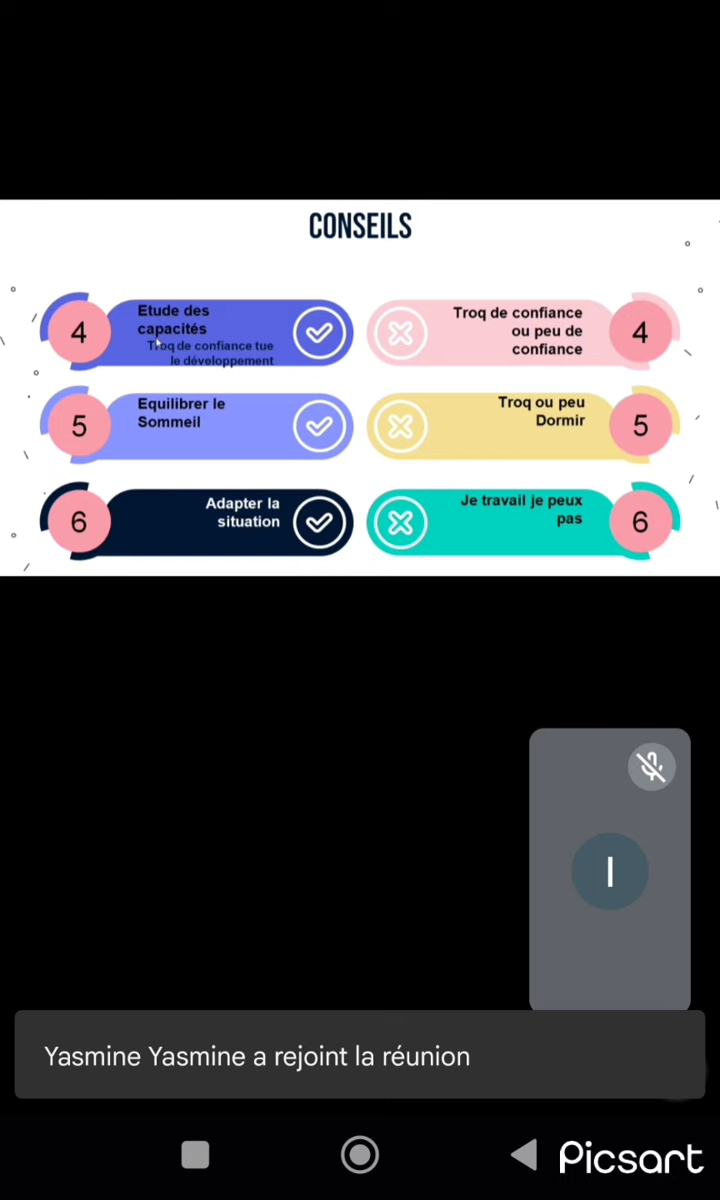 CONSEILS
4
Etude des
capacités
Troq de confiance tue
le développement
Troq de confiance
ou peu de
confiance
4
5
Equilibrer le
Sommeil
Troq ou peu
Dormir
5
6
Adapter la
situation
Je travail je peux
pas
6
I
Yasmine Yasmine a rejoint la réunion
Picsart